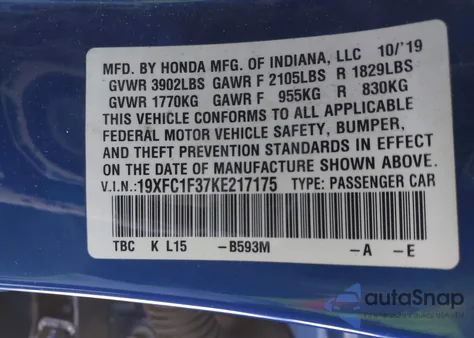 MFD. BY HONDA MFG. OF INDIANA, LLC 10/'19
GVWR 3902LBS GAWR F 2105LBS R 1829LBS
GVWR 1770KG GAWR F 955KG R 830KG
THIS VEHICLE CONFORMS TO ALL APPLICABLE
FEDERAL MOTOR VEHICLE SAFETY, BUMPER,
AND THEFT PREVENTION STANDARDS IN EFFECT
ON THE DATE OF MANUFACTURE SHOWN ABOVE.
V.I.N.:19XFC1F37KE217175 TYPE: PASSENGER CAR
TBC K L15 -B593M -A -E
autoSnap